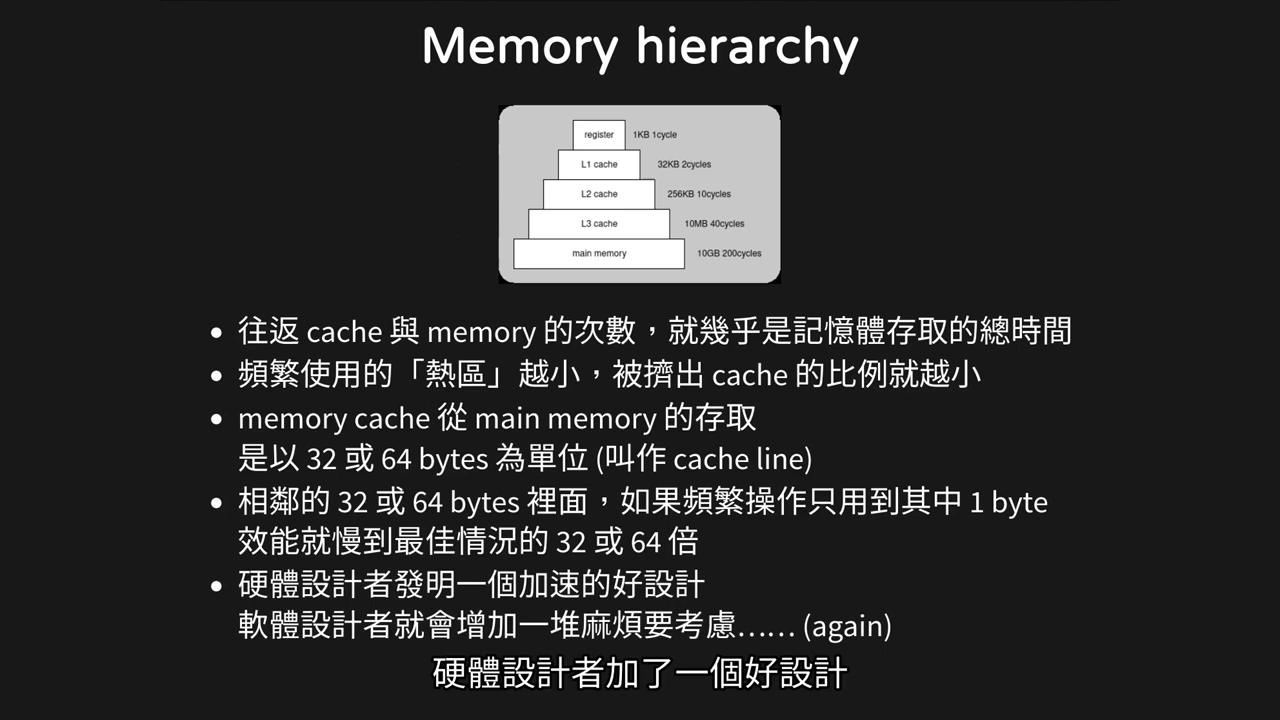 Memory hierarchy
register 1KB 1cycle
L1 cache 32KB 2cycles
L2 cache 256KB 10cycles
L3 cache 10MB 40cycles
main memory 10GB 200cycles
• 往返 cache 與 memory 的次數，就幾乎是記憶體存取的總時間
• 頻繁使用的「熱區」越小，被擠出 cache 的比例就越小
• memory cache 從 main memory 的存取
是以 32 或 64 bytes 為單位 (叫作 cache line)
• 相鄰的 32 或 64 bytes 裡面，如果頻繁操作只用到其中 1 byte
效能就慢到最佳情況的 32 或 64 倍
• 硬體設計者發明一個加速的好設計
軟體設計者就會增加一堆麻煩要考慮…… (again)
硬體設計者加了一個好設計